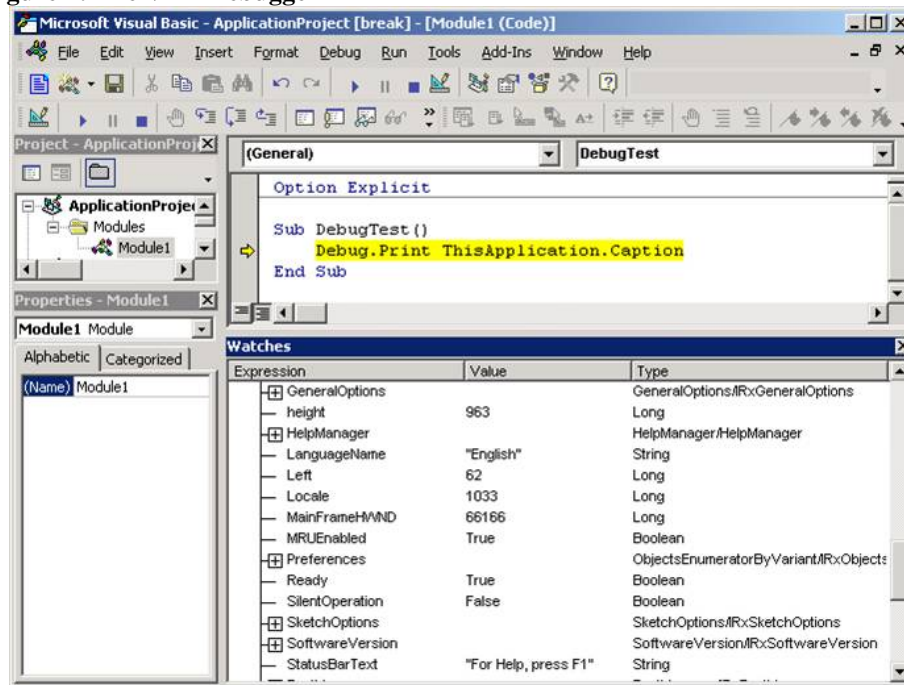 Microsoft Visual Basic - ApplicationProject [break] - [Module1 (Code)]
File Edit View Insert Format Debug Run Tools Add-Ins Window Help
Project - ApplicationProj
ApplicationProje
Modules
Module1
Properties - Module1
Module1 Module
Alphabetic Categorized
(Name) Module1
(General) DebugTest
Option Explicit
Sub DebugTest()
Debug.Print ThisApplication.Caption
End Sub
Watches
Expression Value Type
GeneralOptions GeneralOptions/IRxGeneralOptions
height 963 Long
HelpManager HelpManager/HelpManager
LanguageName "English" String
Left 62 Long
Locale 1033 Long
MainFrameHWND 66166 Long
MRUEnabled True Boolean
Preferences ObjectsEnumeratorByVariant/IRxObjects
Ready True Boolean
SilentOperation False Boolean
SketchOptions SketchOptions/IRxSketchOptions
SoftwareVersion SoftwareVersion/IRxSoftwareVersion
StatusBarText "For Help, press F1" String